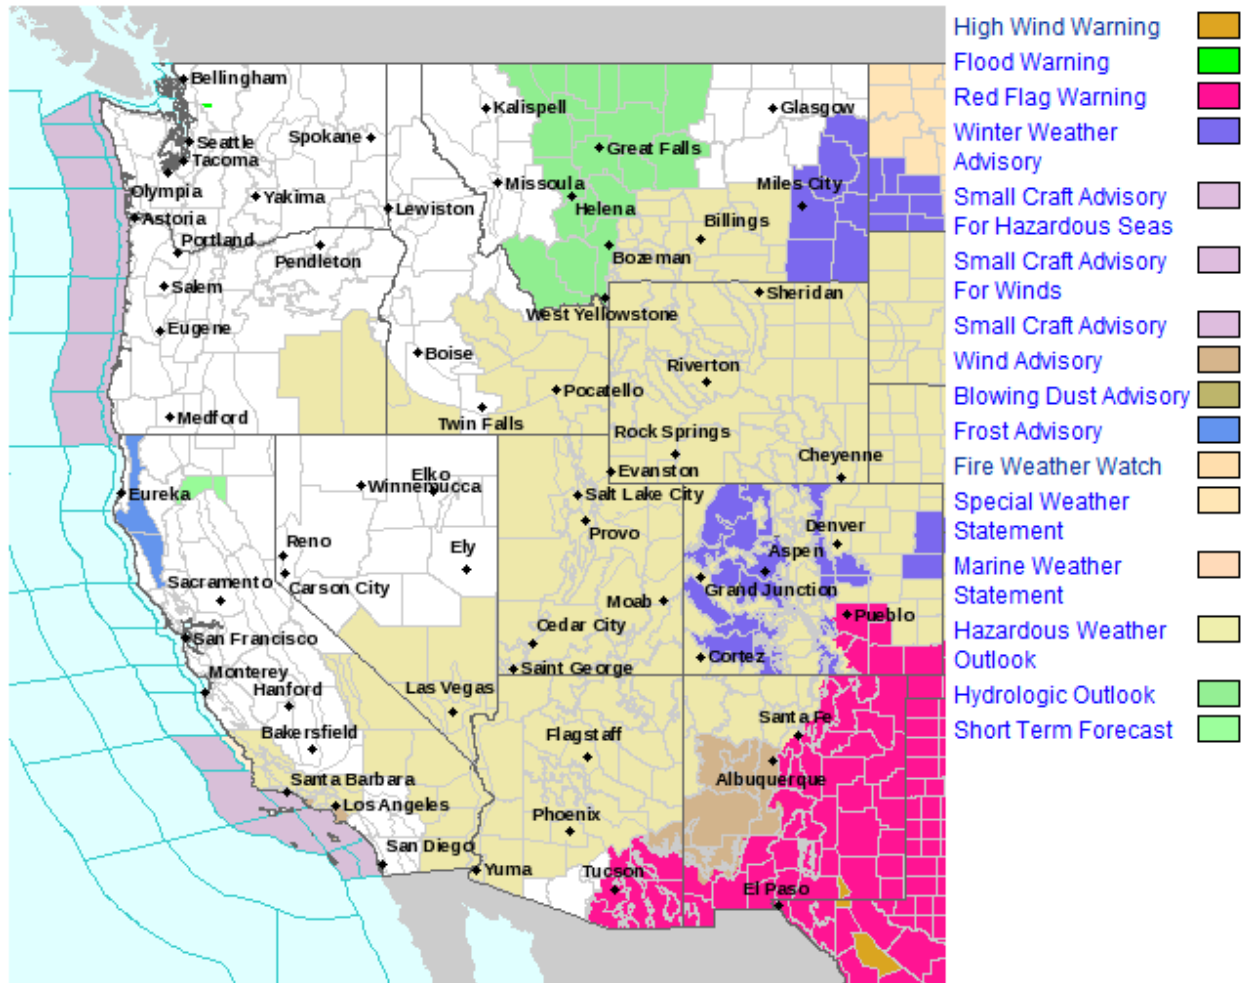 Bellingham
Kalispell
Glasgow
Seattle
Spokane
Great Falls
Tacoma
Olympia
Missoula
Miles City
Yakima
Lewiston
Helena
Astoria
Billings
Portland
Pendleton
Bozeman
Salem
Sheridan
West Yellowstone
Eugene
Boise
Riverton
Pocatello
Medford
Twin Falls
Rock Springs
Cheyenne
Elko
Evanston
Winnemucca
Eureka
Salt Lake City
Provo
Denver
Reno
Ely
Aspen
Carson City
Sacramento
Grand Junction
Moab
Pueblo
Cedar City
San Francisco
Cortez
Saint George
Monterey
Hanford
Las Vegas
Santa Fe
Bakersfield
Flagstaff
Albuquerque
Santa Barbara
Los Angeles
Phoenix
San Diego
Yuma
Tucson
El Paso
High Wind Warning
Flood Warning
Red Flag Warning
Winter Weather
Advisory
Small Craft Advisory
For Hazardous Seas
Small Craft Advisory
For Winds
Small Craft Advisory
Wind Advisory
Blowing Dust Advisory
Frost Advisory
Fire Weather Watch
Special Weather
Statement
Marine Weather
Statement
Hazardous Weather
Outlook
Hydrologic Outlook
Short Term Forecast